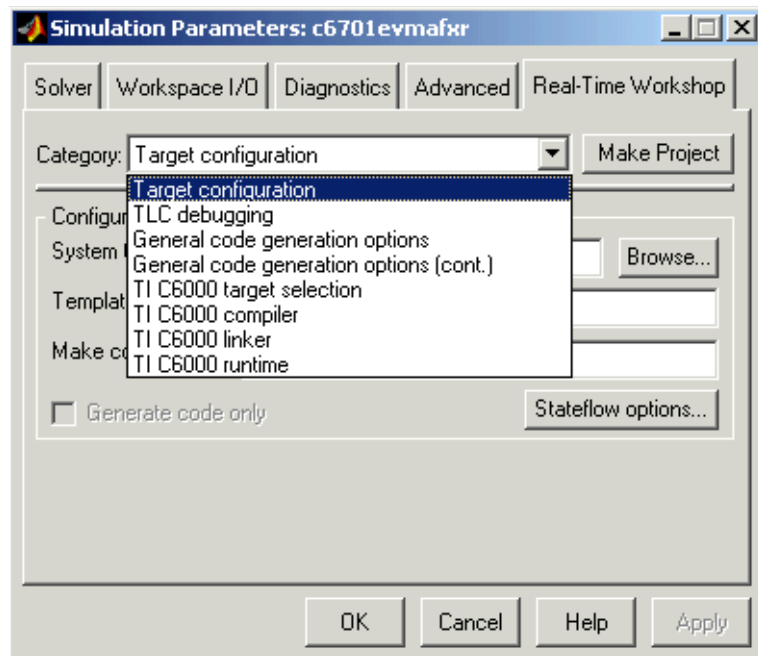 Simulation Parameters: c6701evmafxr
Solver Workspace I/O Diagnostics Advanced Real-Time Workshop
Category: Target configuration Make Project
Target configuration
TLC debugging
General code generation options
General code generation options (cont.)
TI C6000 target selection
TI C6000 compiler
TI C6000 linker
TI C6000 runtime
System Browse...
Make
Generate code only Stateflow options...
OK Cancel Help Apply